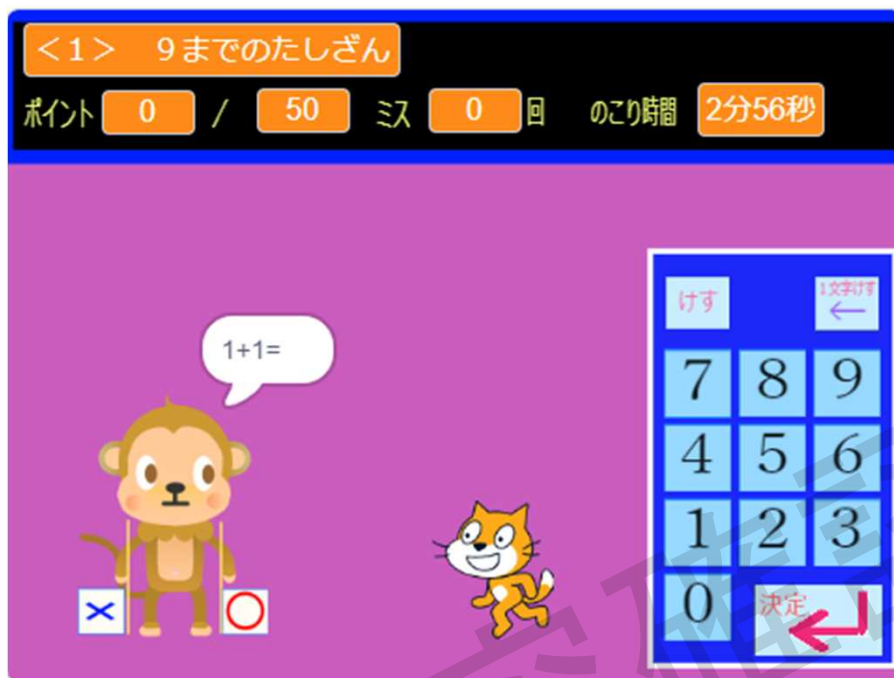 ＜１＞　９までのたしざん
ポイント 0 / 50 ミス 0 回 のこり時間 2分56秒
けす
1文字けす
←
1+1=
7 8 9
4 5 6
1 2 3
0 決定
× ○